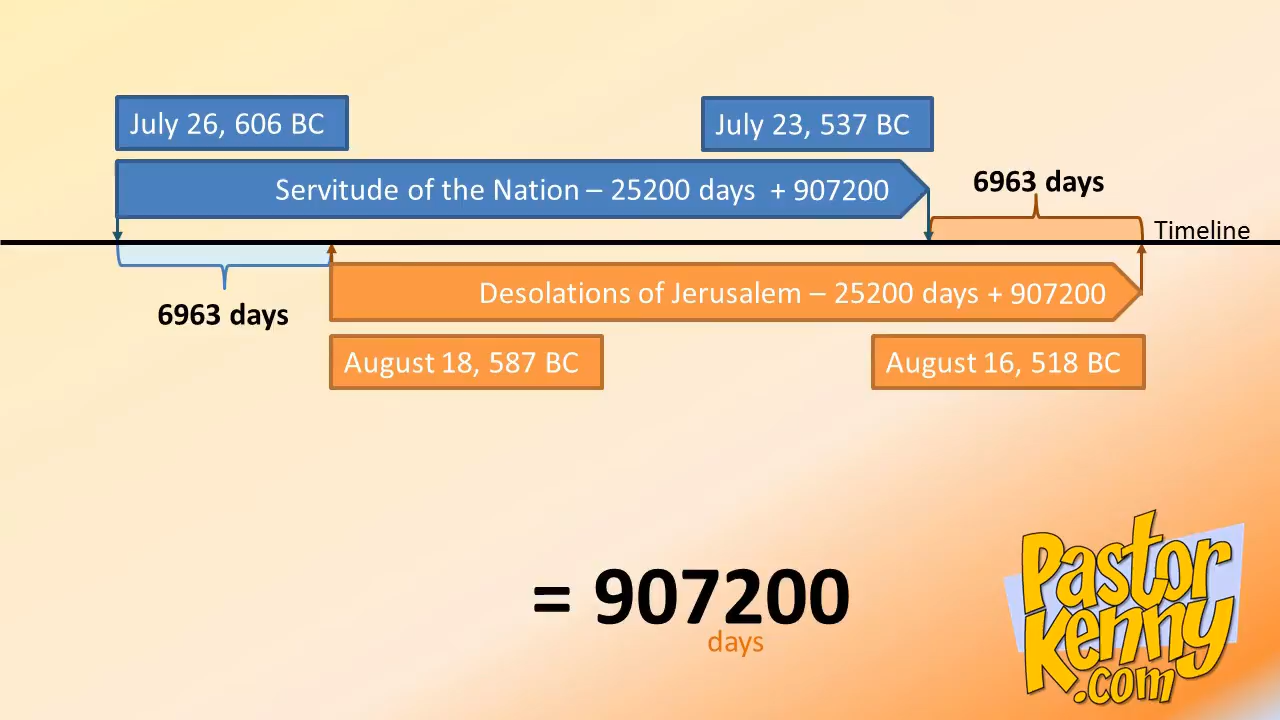 July 26, 606 BC
July 23, 537 BC
Servitude of the Nation – 25200 days + 907200
6963 days
Timeline
Desolations of Jerusalem – 25200 days + 907200
6963 days
August 18, 587 BC
August 16, 518 BC
= 907200
days
Pastor
Kenny
.com